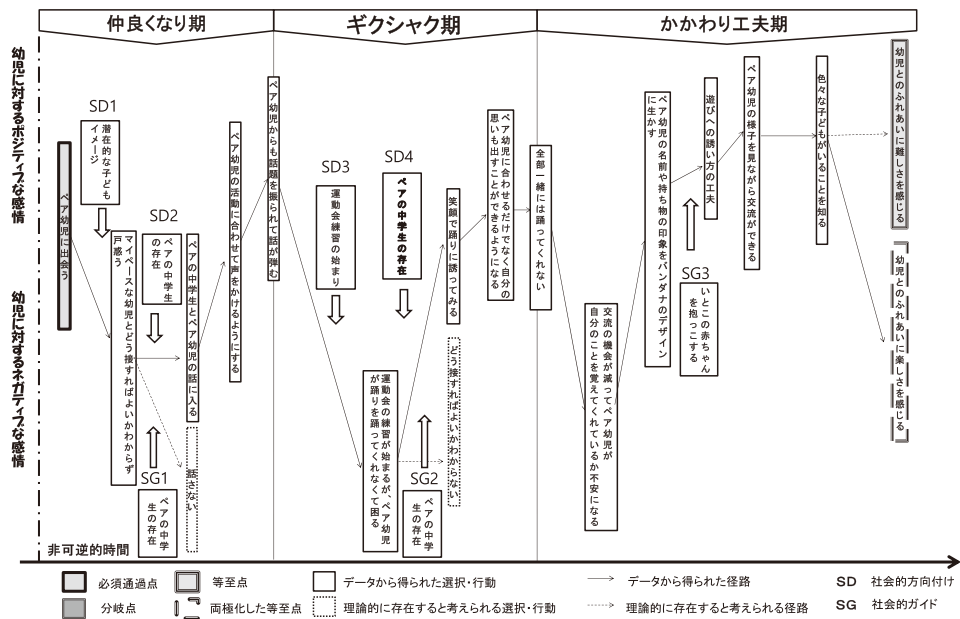 仲良くなり期
ギクシャク期
かかわり工夫期
幼児に対するポジティブな感情
幼児に対するネガティブな感情
ペア幼児に出会う
SD1
潜在的な子ども
イメージ
マイペースな幼児とどう接すればよいかわからず
戸惑う
SD2
ペアの中学生
の存在
SG1
ペアの中学
生の存在
ペアの中学生とペア幼児の話に入る
話さない
ペア幼児の活動に合わせて声をかけるようにする
ペア幼児からも話題を振られて話が弾む
SD3
運動会練習の始まり
運動会の練習が始まるが、ペア幼児
が踊りを踊ってくれなくて困る
SD4
ペアの中学生の存在
SG2
ペアの中学
生の存在
笑顔で踊りに誘ってみる
どう接すればよいかわからない
ペア幼児に合わせるだけでなく自分の
思いも出すことができるようになる
全部一緒には踊ってくれない
交流の機会が減ってペア幼児が
自分のことを覚えてくれているか不安になる
ペア幼児の名前や持ち物の印象をバンダナのデザイン
に生かす
SG3
いとこの赤ちゃん
を抱っこする
遊びへの誘い方の工夫
ペア幼児の様子を見ながら交流ができる
色々な子どもがいることを知る
幼児とのふれあいに難しさを感じる
幼児とのふれあいに楽しさを感じる
非可逆的時間
必須通過点
等至点
データから得られた選択・行動
データから得られた径路
SD 社会的方向付け
分岐点
両極化した等至点
理論的に存在すると考えられる選択・行動
理論的に存在すると考えられる径路
SG 社会的ガイド